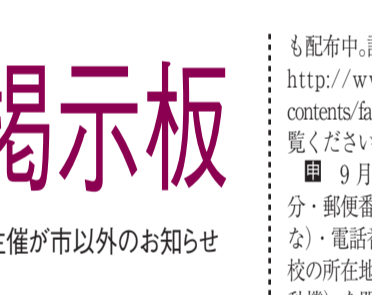 掲示板
主催が市以外のお知らせ
も配布中。
http://w
contents/fa
覧ください
申 9月
分・郵便番
な）・電話
校の所在地